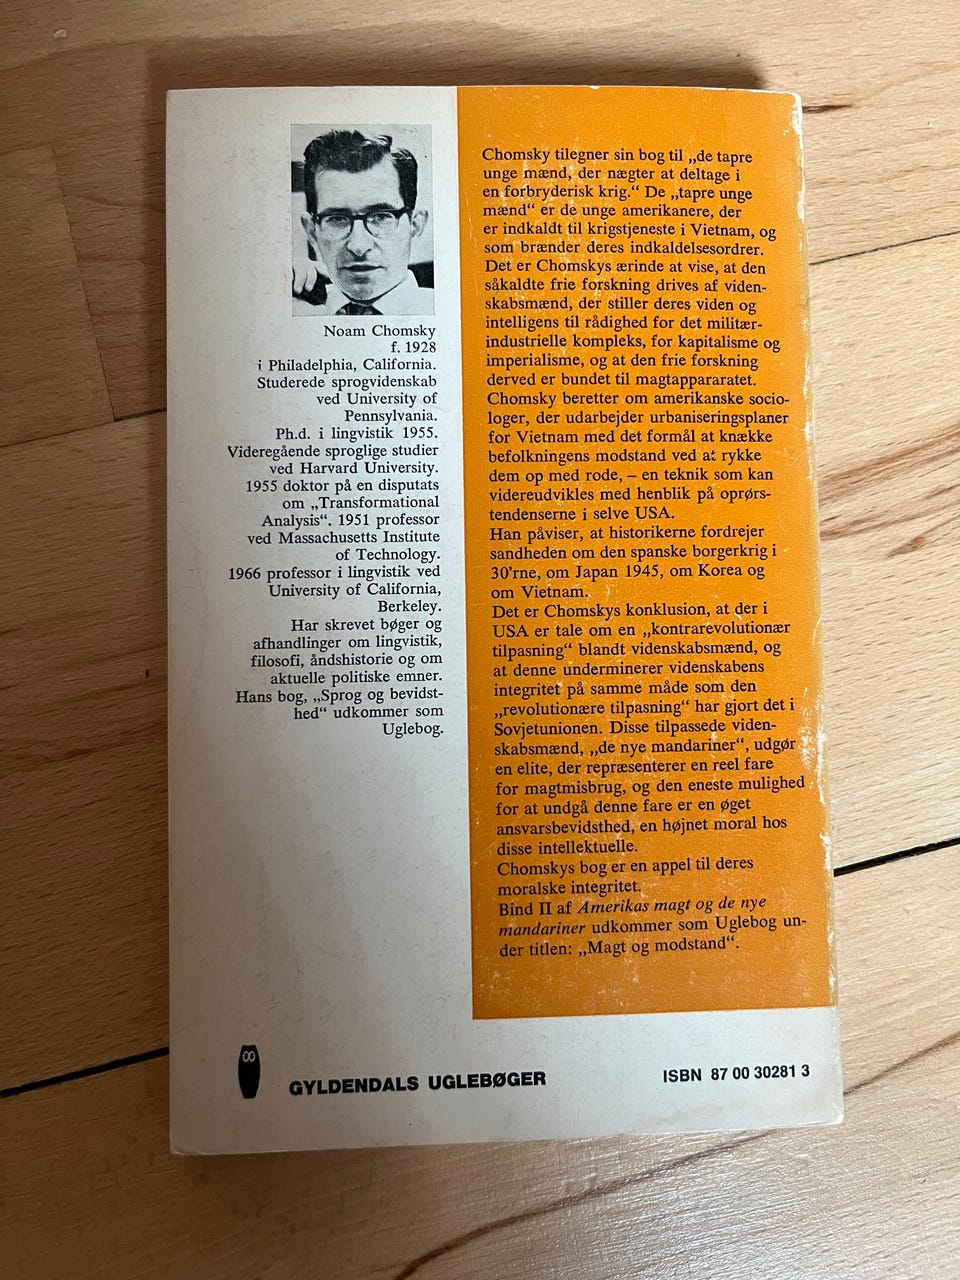 Noam Chomsky
f. 1928
i Philadelphia, California.
Studerede sprogvidenskab
ved University of
Pennsylvania.
Ph.d. i lingvistik 1955.
Videregående sproglige studier
ved Harvard University.
1955 doktor på en disputats
om „Transformational
Analysis“. 1951 professor
ved Massachusetts Institute
of Technology.
1966 professor i lingvistik ved
University of California,
Berkeley.
Har skrevet bøger og
afhandlinger om lingvistik,
filosofi, åndshistorie og om
aktuelle politiske emner.
Hans bog, „Sprog og bevidst-
hed“ udkommer som
Uglebog.
Chomsky tilegner sin bog til „de tapre
unge mænd, der nægter at deltage i
en forbryderisk krig.“ De „tapre unge
mænd“ er de unge amerikanere, der
er indkaldt til krigstjeneste i Vietnam, og
som brænder deres indkaldelsesordrer.
Det er Chomskys ærinde at vise, at den
såkaldte frie forskning drives af viden-
skabsmænd, der stiller deres viden og
intelligens til rådighed for det militær-
industrielle kompleks, for kapitalisme og
imperialisme, og at den frie forskning
derved er bundet til magtappararatet.
Chomsky beretter om amerikanske socio-
loger, der udarbejder urbaniseringsplaner
for Vietnam med det formål at knække
befolkningens modstand ved at rykke
dem op med rode, – en teknik som kan
videreudvikles med henblik på oprørs-
tendenserne i selve USA.
Han påviser, at historikerne fordrejer
sandheden om den spanske borgerkrig i
30'rne, om Japan 1945, om Korea og
om Vietnam.
Det er Chomskys konklusion, at der i
USA er tale om en „kontrarevolutionær
tilpasning“ blandt videnskabsmænd, og
at denne underminerer videnskabens
integritet på samme måde som den
„revolutionære tilpasning“ har gjort det i
Sovjetunionen. Disse tilpassede viden-
skabsmænd, „de nye mandariner“, udgør
en elite, der repræsenterer en reel fare
for magtmisbrug, og den eneste mulighed
for at undgå denne fare er en øget
ansvarsbevidsthed, en højnet moral hos
disse intellektuelle.
Chomskys bog er en appel til deres
moralske integritet.
Bind II af Amerikas magt og de nye
mandariner udkommer som Uglebog un-
der titlen: „Magt og modstand“.
GYLDENDALS UGLEBØGER
ISBN 87 00 30281 3